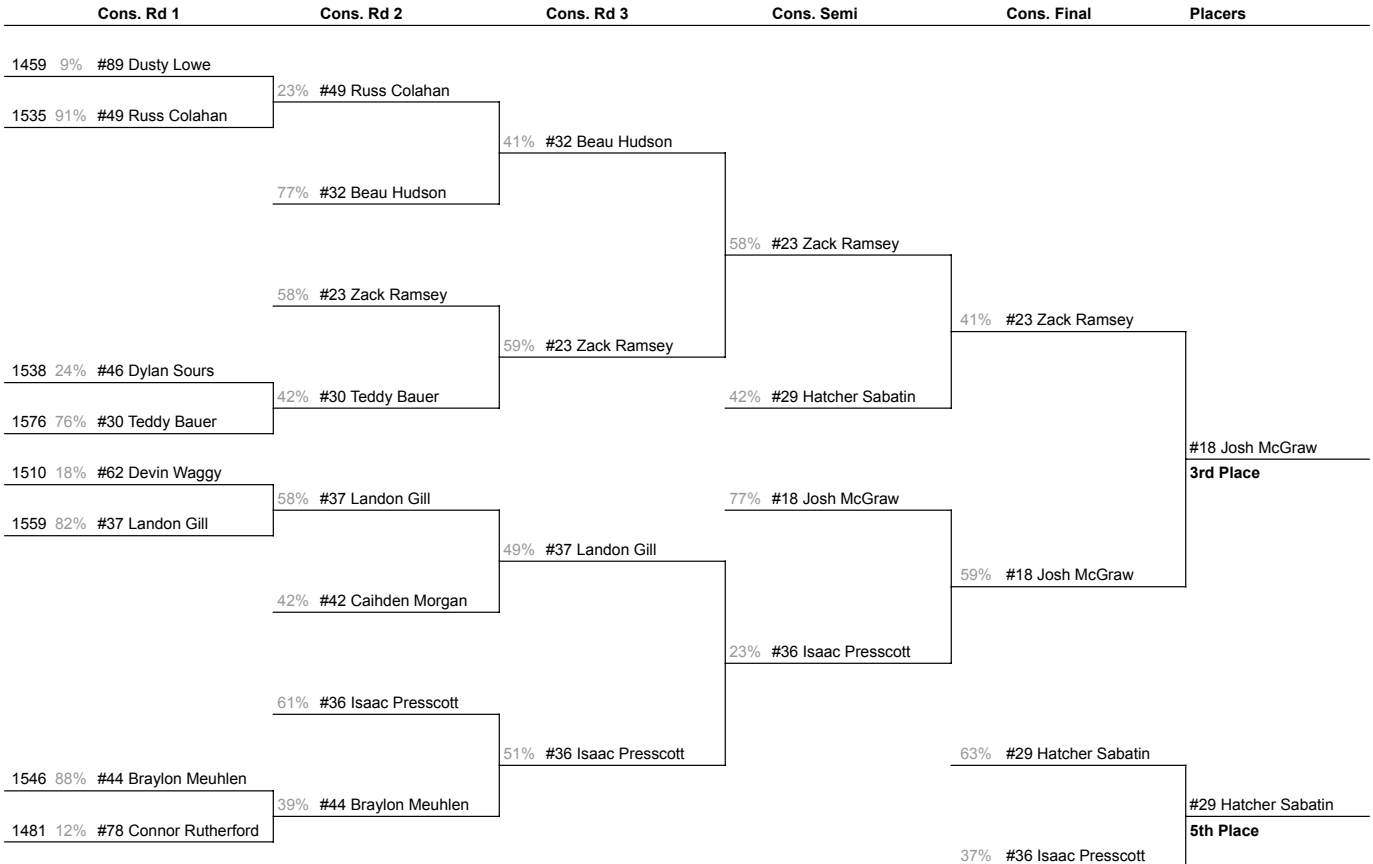 Cons. Rd 1 Cons. Rd 2 Cons. Rd 3 Cons. Semi Cons. Final Placers
1459 9% #89 Dusty Lowe
23% #49 Russ Colahan
1535 91% #49 Russ Colahan
41% #32 Beau Hudson
77% #32 Beau Hudson
58% #23 Zack Ramsey
58% #23 Zack Ramsey
41% #23 Zack Ramsey
59% #23 Zack Ramsey
1538 24% #46 Dylan Sours
42% #30 Teddy Bauer
42% #29 Hatcher Sabatin
1576 76% #30 Teddy Bauer
#18 Josh McGraw
1510 18% #62 Devin Waggy
3rd Place
58% #37 Landon Gill
77% #18 Josh McGraw
1559 82% #37 Landon Gill
49% #37 Landon Gill
59% #18 Josh McGraw
42% #42 Caihden Morgan
23% #36 Isaac Presscott
61% #36 Isaac Presscott
51% #36 Isaac Presscott
63% #29 Hatcher Sabatin
1546 88% #44 Braylon Meuhlen
39% #44 Braylon Meuhlen
#29 Hatcher Sabatin
1481 12% #78 Connor Rutherford
5th Place
37% #36 Isaac Presscott